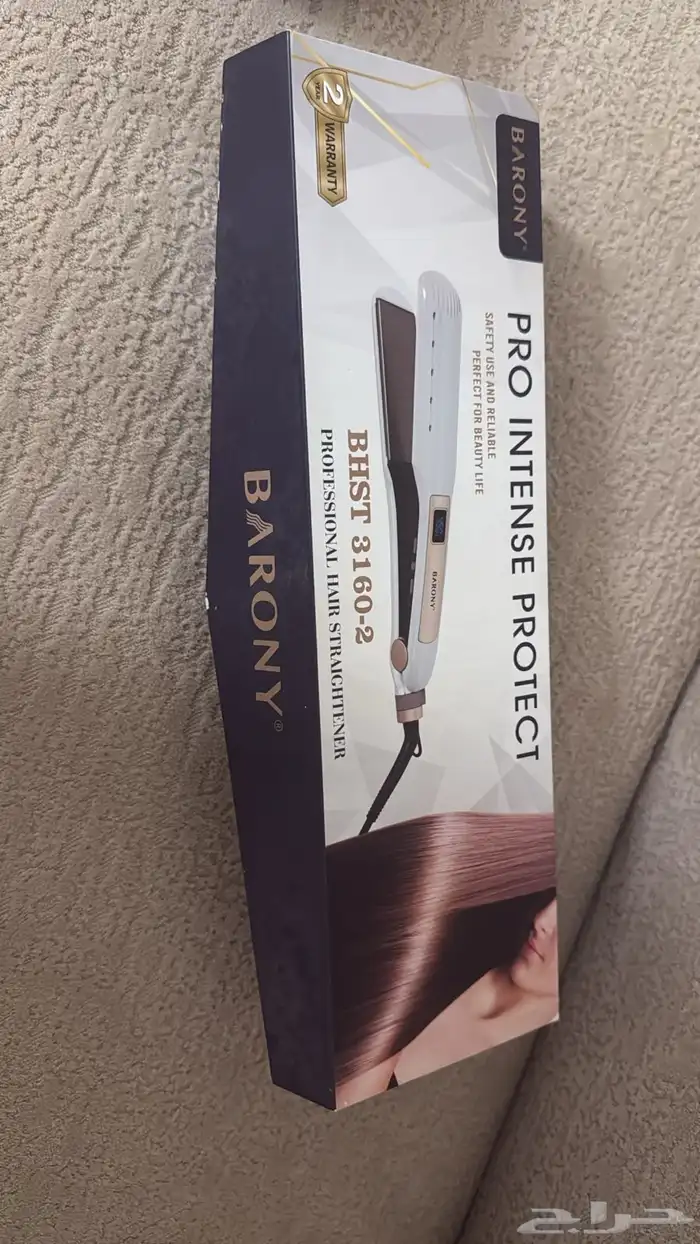 BARONY®
PRO INTENSE PROTECT
SAFETY USE AND RELIABLE
PERFECT FOR BEAUTY LIFE
2
YEAR
WARRANTY
BARONY
BHST 3160-2
PROFESSIONAL HAIR STRAIGHTENER
BARONY®
حراج